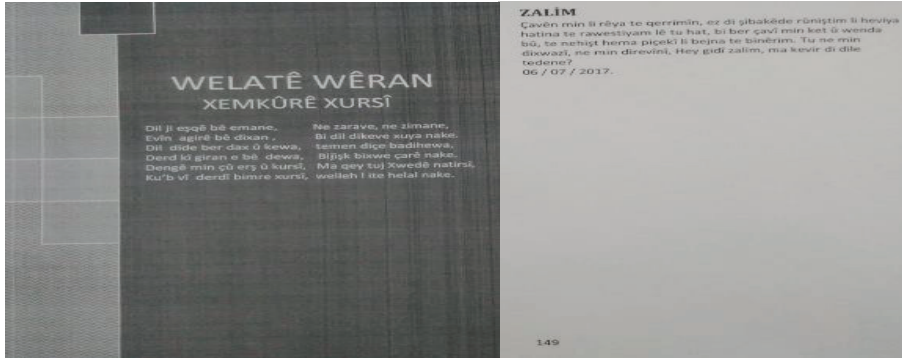 WELATÊ WÊRAN
XEMKÛRÊ XURSÎ
Dil ji eşqê bê emane, Ne zarave, ne zimane,
Evîn agirê bê dixan , Bi dil dikeve xuya nake.
Dil dide ber dax û kewa, temen diçe badihewa,
Derd kî giran e bê dewa, Bijîşk bixwe çarê nake.
Dengê min çû erş û kursî, Ma qey tuj Xwedê natirsî,
Ku'b vî derdî bimre xursî, welleh l ite helal nake.
ZALİM
Çavên min li rêya te qerrimîn, ez di şibakêde rûniştim li heviya
hatina te rawestiyam lê tu hat, bi ber çavî min ket û wenda
bû, te nehişt hema piçekî li bejna te binêrim. Tu ne min
dixwazî, ne min direvînî, Hey gidî zalim, ma kevir di dile
tedene?
06 / 07 / 2017.
149